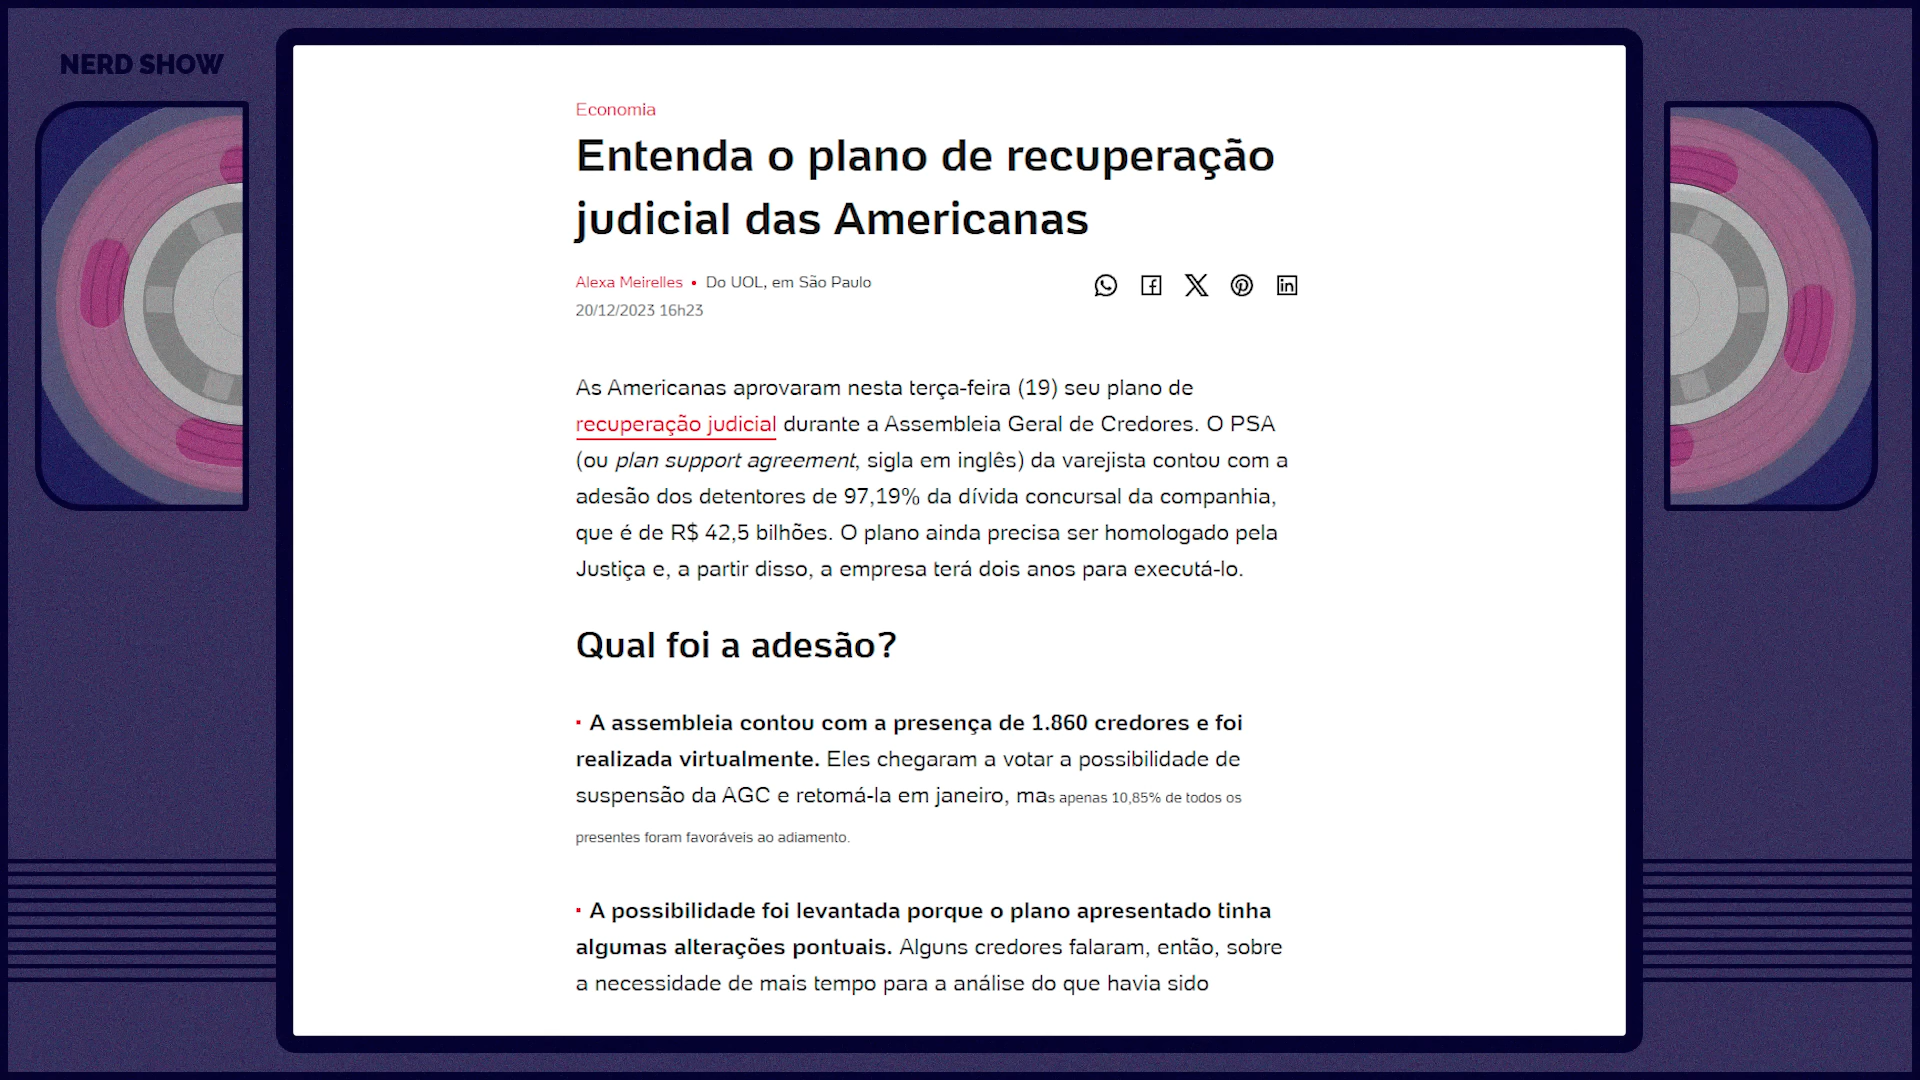 NERD SHOW
Economia
Entenda o plano de recuperação
judicial das Americanas
Alexa Meirelles • Do UOL, em São Paulo
20/12/2023 16h23
As Americanas aprovaram nesta terça-feira (19) seu plano de
recuperação judicial durante a Assembleia Geral de Credores. O PSA
(ou plan support agreement, sigla em inglês) da varejista contou com a
adesão dos detentores de 97,19% da dívida concursal da companhia,
que é de R$ 42,5 bilhões. O plano ainda precisa ser homologado pela
Justiça e, a partir disso, a empresa terá dois anos para executá-lo.
Qual foi a adesão?
· A assembleia contou com a presença de 1.860 credores e foi
realizada virtualmente. Eles chegaram a votar a possibilidade de
suspensão da AGC e retomá-la em janeiro, mas apenas 10,85% de todos os
presentes foram favoráveis ao adiamento.
· A possibilidade foi levantada porque o plano apresentado tinha
algumas alterações pontuais. Alguns credores falaram, então, sobre
a necessidade de mais tempo para a análise do que havia sido